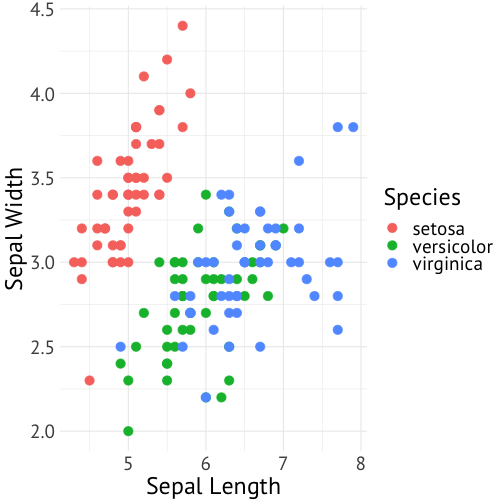 4.5
4.0
3.5
3.0
2.5
2.0
Sepal Width
5 6 7 8
Sepal Length
Species
setosa
versicolor
virginica